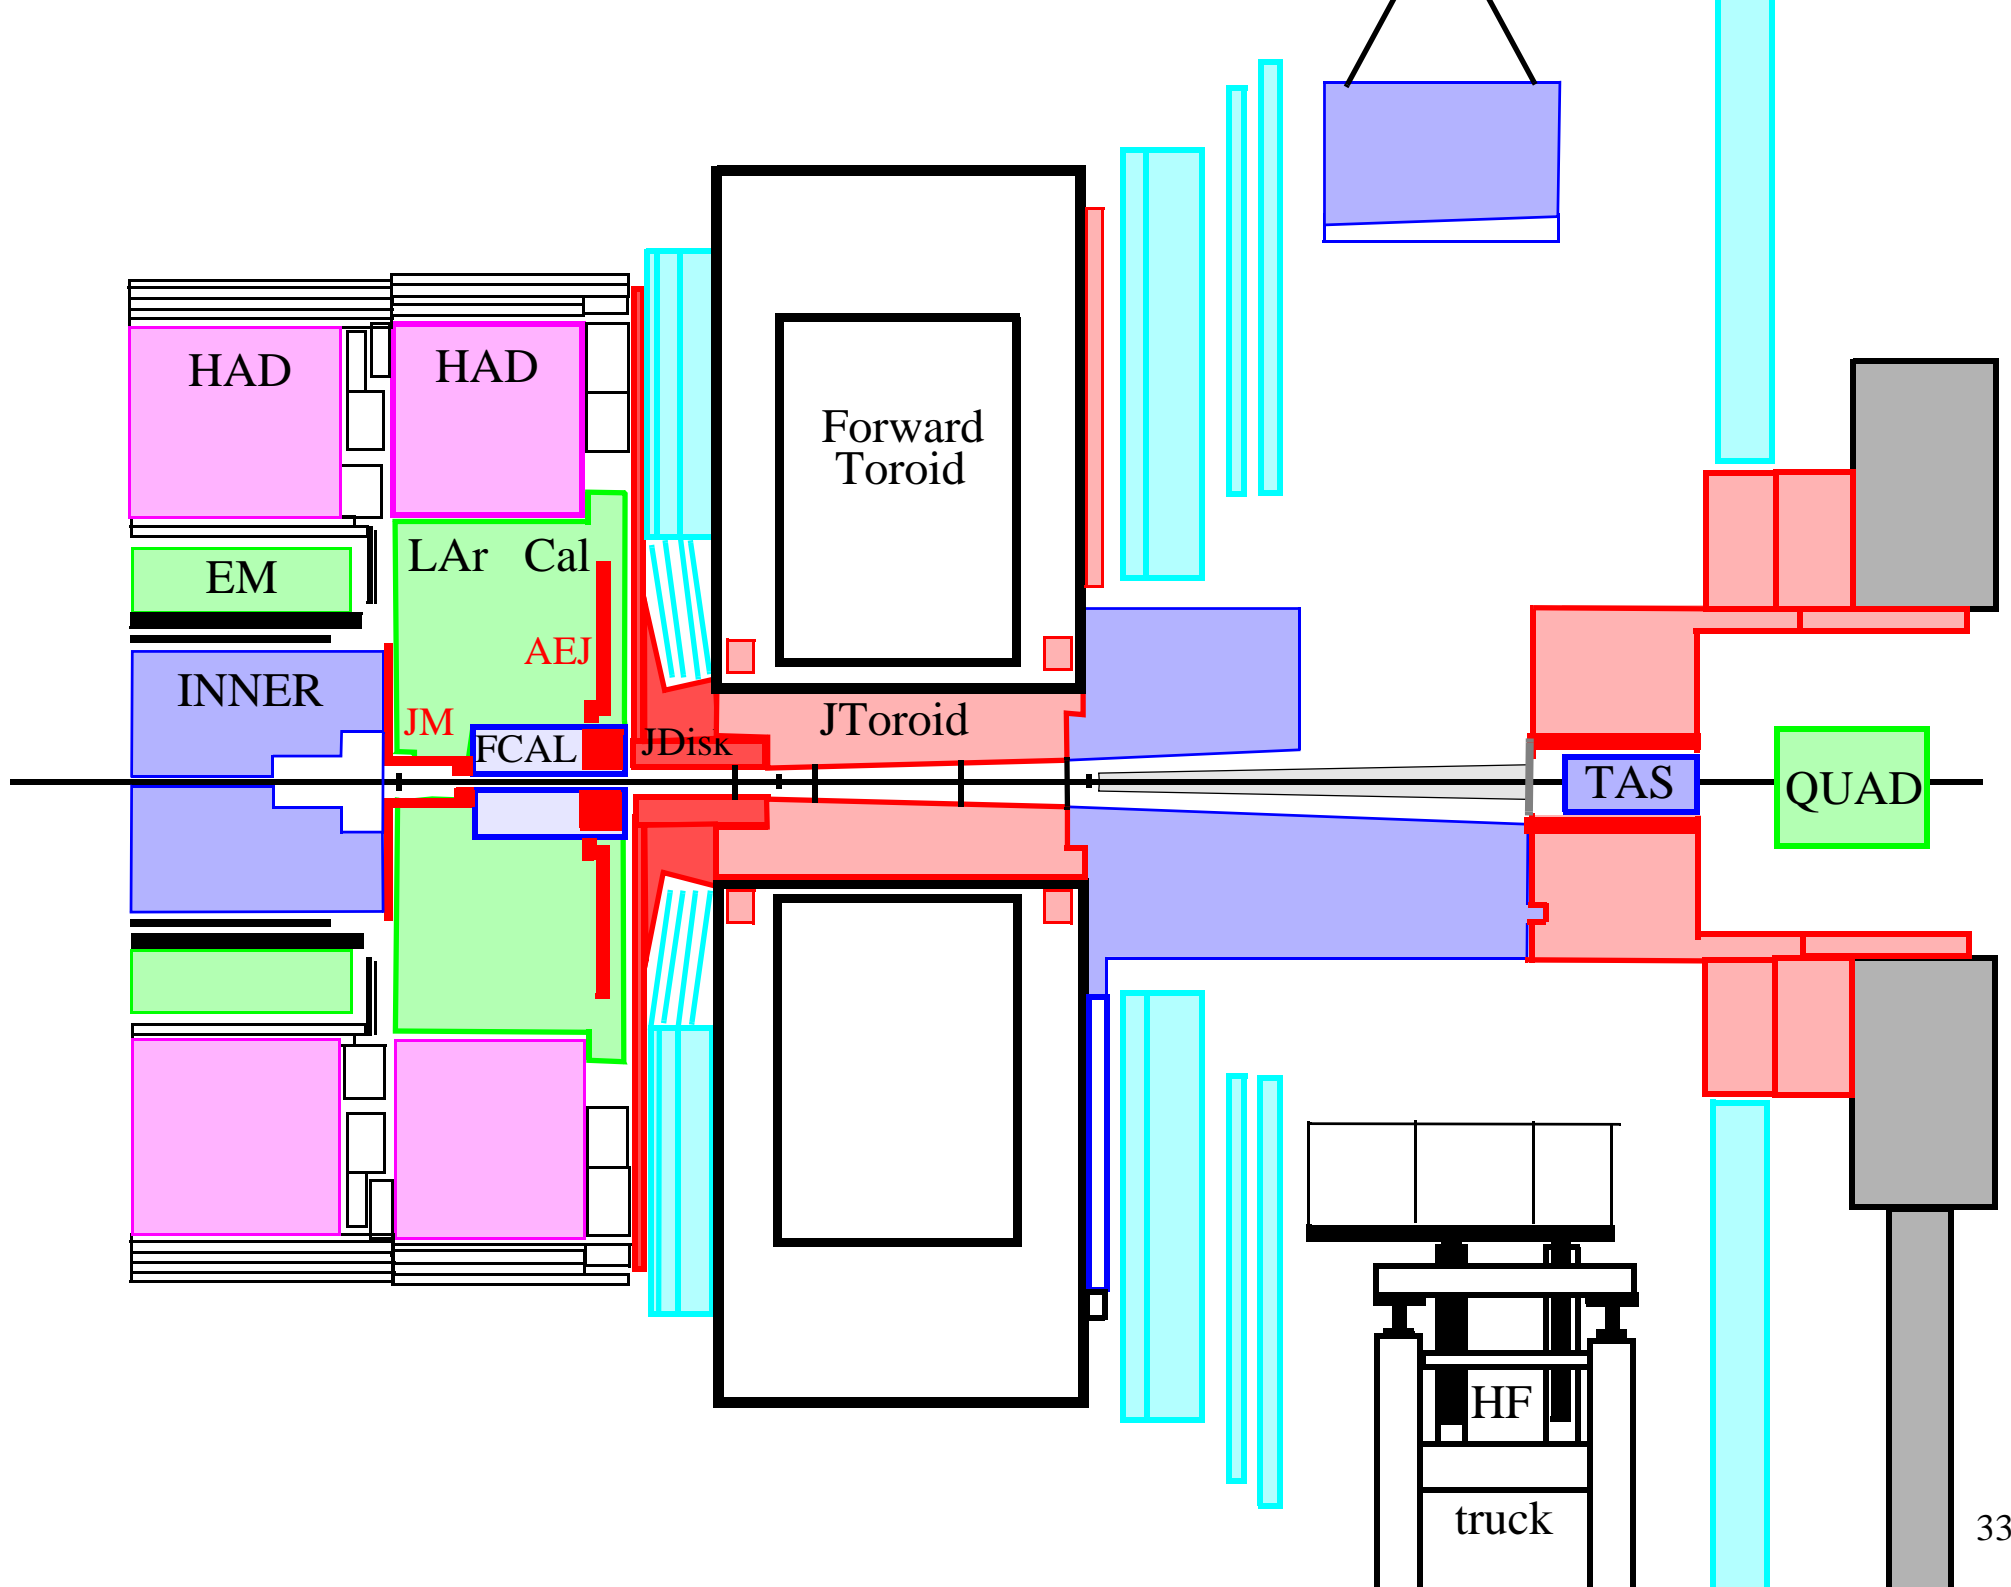 HAD
HAD
Forward
Toroid
LAr Cal
EM
AEJ
INNER
JM
JToroid
FCAL
JDisk
TAS
QUAD
HF
truck
33